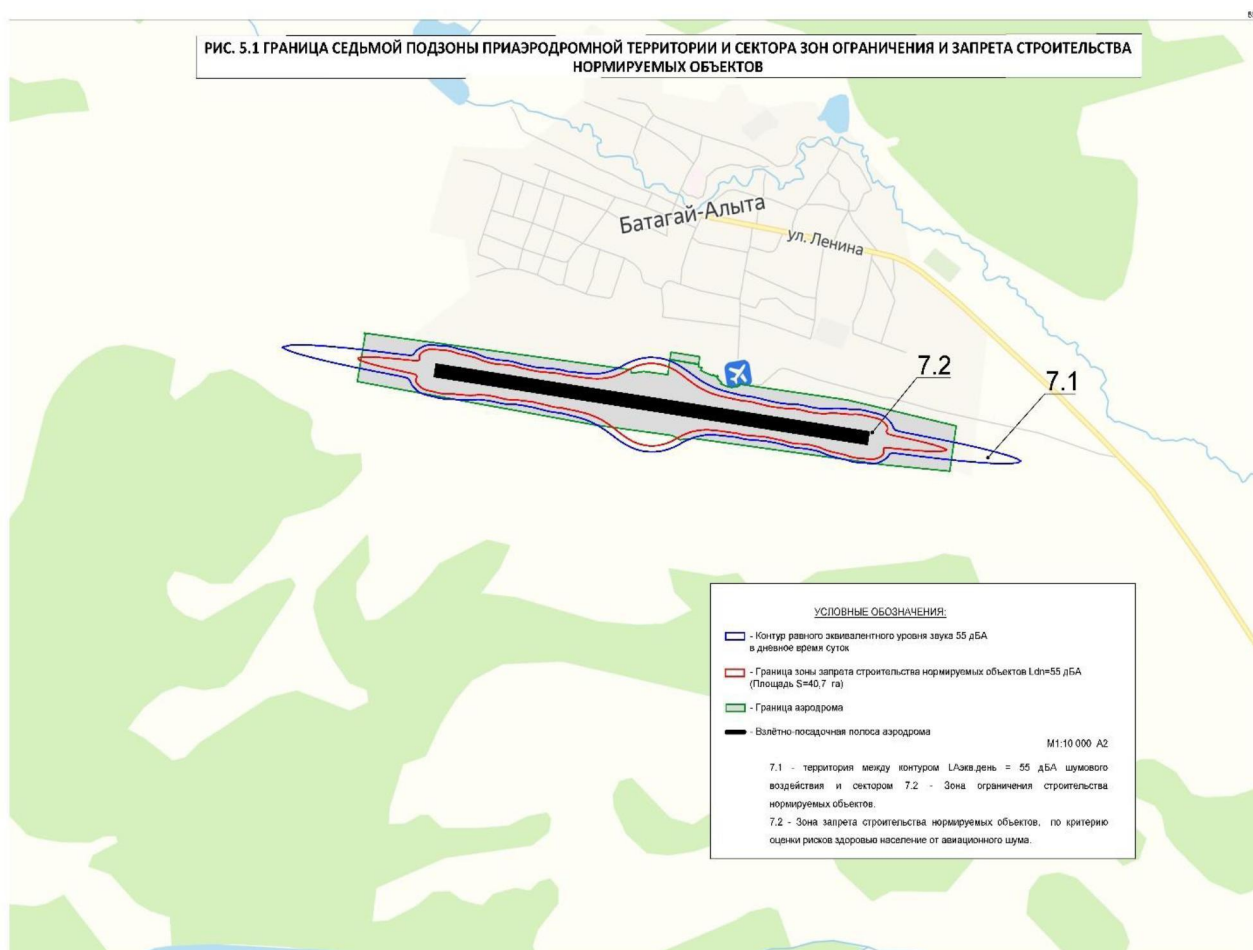 РИС. 5.1 ГРАНИЦА СЕДЬМОЙ ПОДЗОНЫ ПРИАЭРОДРОМНОЙ ТЕРРИТОРИИ И СЕКТОРА ЗОН ОГРАНИЧЕНИЯ И ЗАПРЕТА СТРОИТЕЛЬСТВА
НОРМИРУЕМЫХ ОБЪЕКТОВ
Батагай-Алыта
ул. Ленина
7.2
7.1
УСЛОВНЫЕ ОБОЗНАЧЕНИЯ:
- Контур равного эквивалентного уровня звука 55 дБА
в дневное время суток
- Граница зоны запрета строительства нормируемых объектов Ldn=55 дБА
(Площадь S=40,7 га)
- Граница аэродрома
- Взлётно-посадочная полоса аэродрома
М1:10 000 А2
7.1 - территория между контуром LАэкв.день = 55 дБА шумового
воздействия и сектором 7.2 - Зона ограничения строительства
нормируемых объектов.
7.2 - Зона запрета строительства нормируемых объектов, по критерию
оценки рисков здоровью население от авиационного шума.